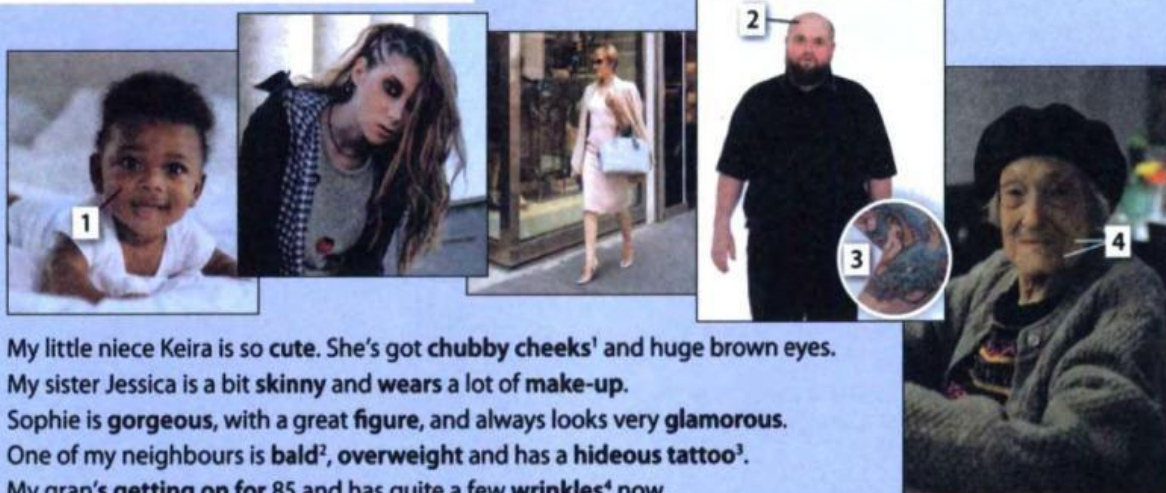 1
2
3
4
My little niece Keira is so cute. She's got chubby cheeks¹ and huge brown eyes.
My sister Jessica is a bit skinny and wears a lot of make-up.
Sophie is gorgeous, with a great figure, and always looks very glamorous.
One of my neighbours is bald², overweight and has a hideous tattoo³.
My gran's getting on for 85 and has quite a few wrinkles⁴ now.